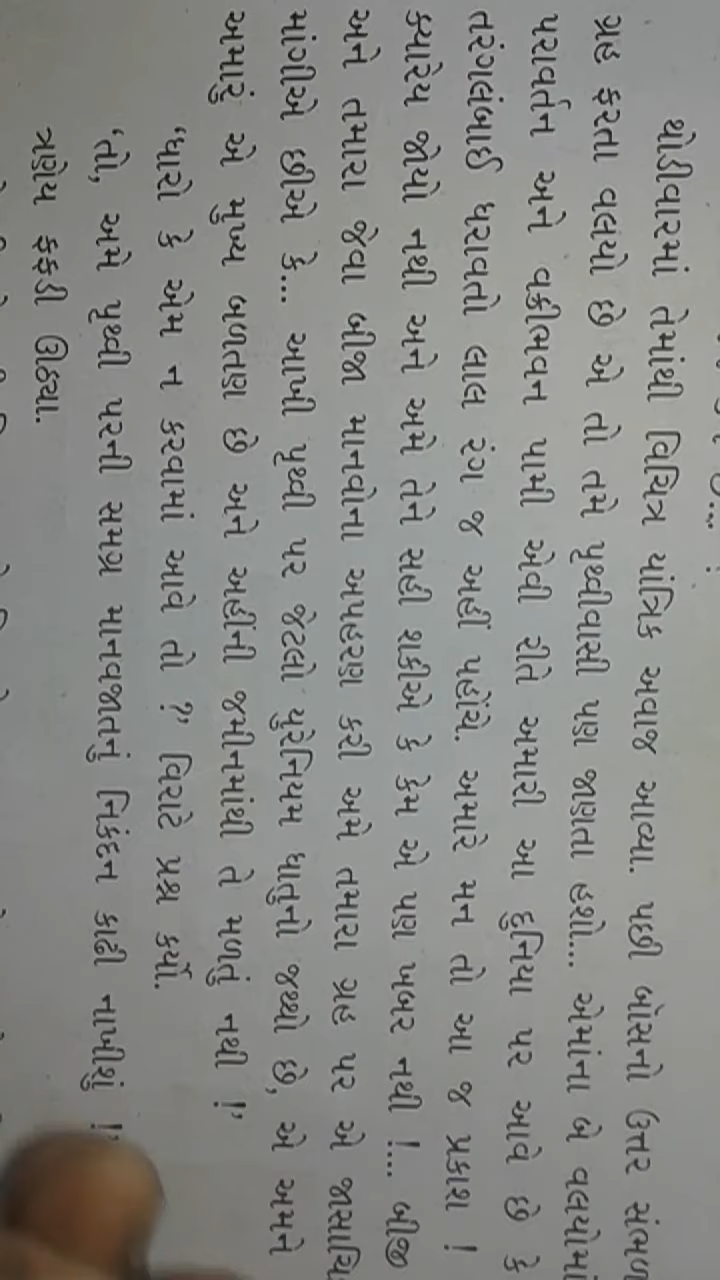 થોડીવારમાં તેમાંથી વિચિત્ર યાંત્રિક અવાજ આવ્યા. પછી બોસનો ઉત્તર
ગ્રહ ફરતા વલયો છે એ તો તમે પૃથ્વીવાસી પણ જાણતા હશો... એમાંના બે વલયોમાં
પરાવર્તન અને વક્રીભવન પામી એવી રીતે અમારી આ દુનિયા પર આવે છે કે
તરંગલંબાઈ ધરાવતો લાલ રંગ જ અહીં પહોંચે. અમારે મન તો આ જ પ્રકાશ !
ક્યારેય જોયો નથી અને અમે તેને સહી શકીએ કે કેમ એ પણ ખબર નથી !... બીજી
અને તમારા જેવા બીજા માનવોના અપહરણ કરી અમે તમારા ગ્રહ પર એ
માંગીએ છીએ કે... આખી પૃથ્વી પર જેટલો યુરેનિયમ ધાતુનો જથ્થો છે, એ અમને
અમારું એ મુખ્ય બળતણ છે અને અહીંની જમીનમાંથી તે મળતું નથી !'
'ધારો કે એમ ન કરવામાં આવે તો ?' વિરાટે પ્રશ્ન કર્યો.
'તો, અમે પૃથ્વી પરની સમગ્ર માનવજાતનું નિકંદન કાઢી નાખીશું !'
ત્રણેય ફફડી ઊઠ્યા.